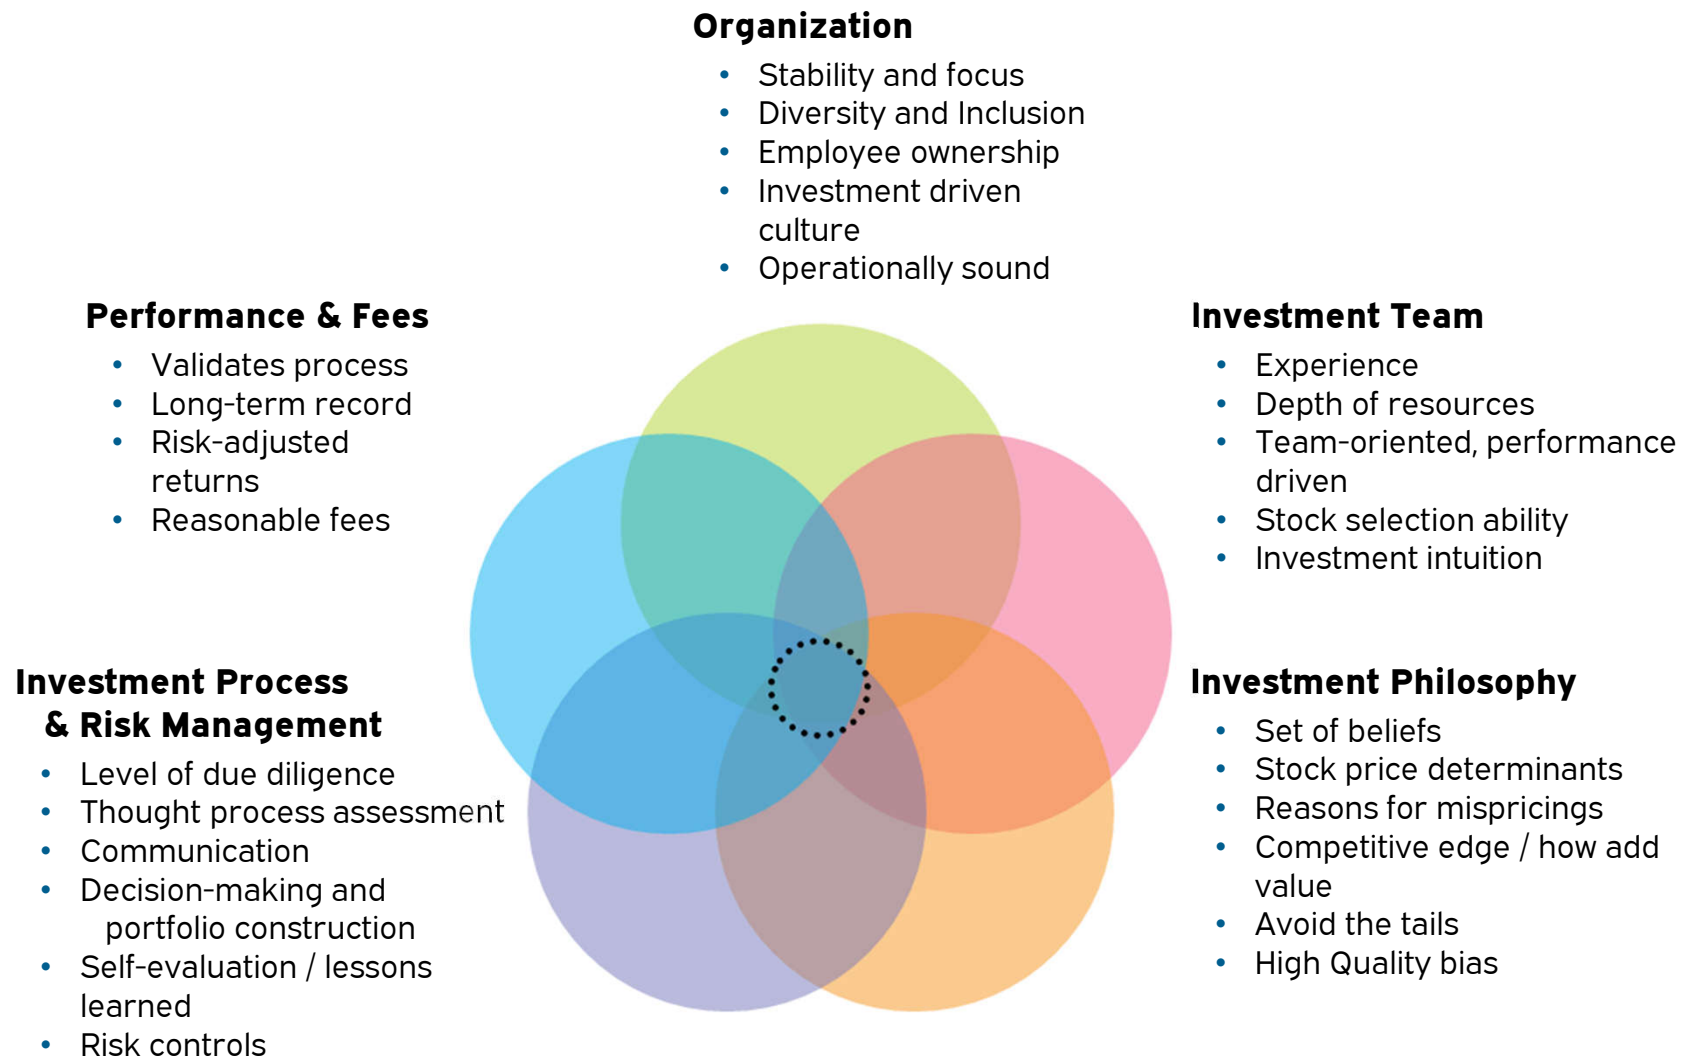 Organization
• Stability and focus
• Diversity and Inclusion
• Employee ownership
• Investment driven
culture
• Operationally sound
Performance & Fees
• Validates process
• Long-term record
• Risk-adjusted
returns
• Reasonable fees
Investment Team
• Experience
• Depth of resources
• Team-oriented, performance
driven
• Stock selection ability
• Investment intuition
Investment Process
& Risk Management
• Level of due diligence
• Thought process assessment
• Communication
• Decision-making and
portfolio construction
• Self-evaluation / lessons
learned
• Risk controls
Investment Philosophy
• Set of beliefs
• Stock price determinants
• Reasons for mispricings
• Competitive edge / how add
value
• Avoid the tails
• High Quality bias